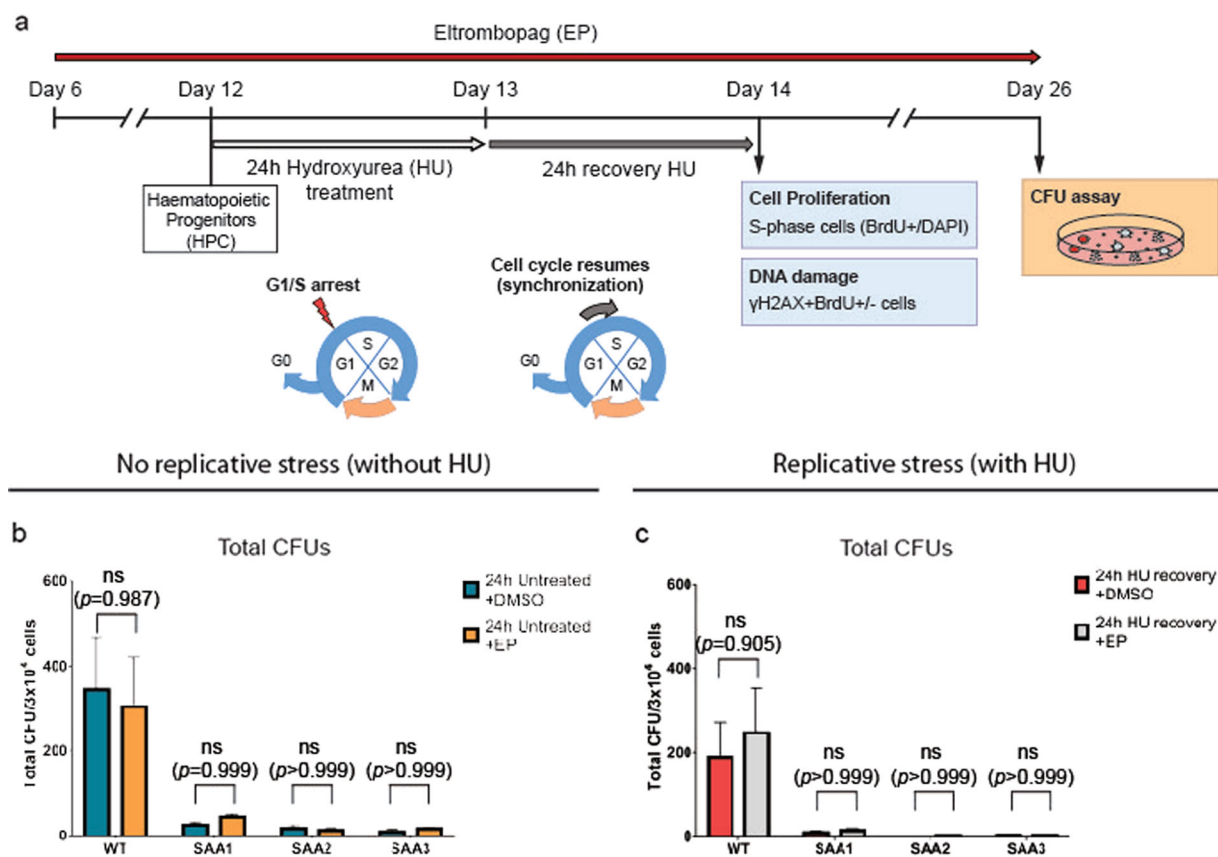 a
Eltrombopag (EP)
Day 6
Day 12
Day 13
Day 14
Day 26
24h Hydroxyurea (HU)
treatment
24h recovery HU
Haematopoietic
Progenitors
(HPC)
Cell Proliferation
S-phase cells (BrdU+/DAPI)
DNA damage
γH2AX+BrdU+/- cells
CFU assay
G1/S arrest
G0
G1
S
G2
M
Cell cycle resumes
(synchronization)
G0
G1
S
G2
M
No replicative stress (without HU)
Replicative stress (with HU)
b
Total CFUs
Total CFU/3x10⁴ cells
600
400
200
0
ns
(p=0.987)
ns
(p=0.999)
ns
(p>0.999)
ns
(p>0.999)
WT
SAA1
SAA2
SAA3
24h Untreated
+DMSO
24h Untreated
+EP
c
Total CFUs
Total CFU/3x10⁴ cells
600
400
200
0
ns
(p=0.905)
ns
(p>0.999)
ns
(p>0.999)
ns
(p>0.999)
WT
SAA1
SAA2
SAA3
24h HU recovery
+DMSO
24h HU recovery
+EP